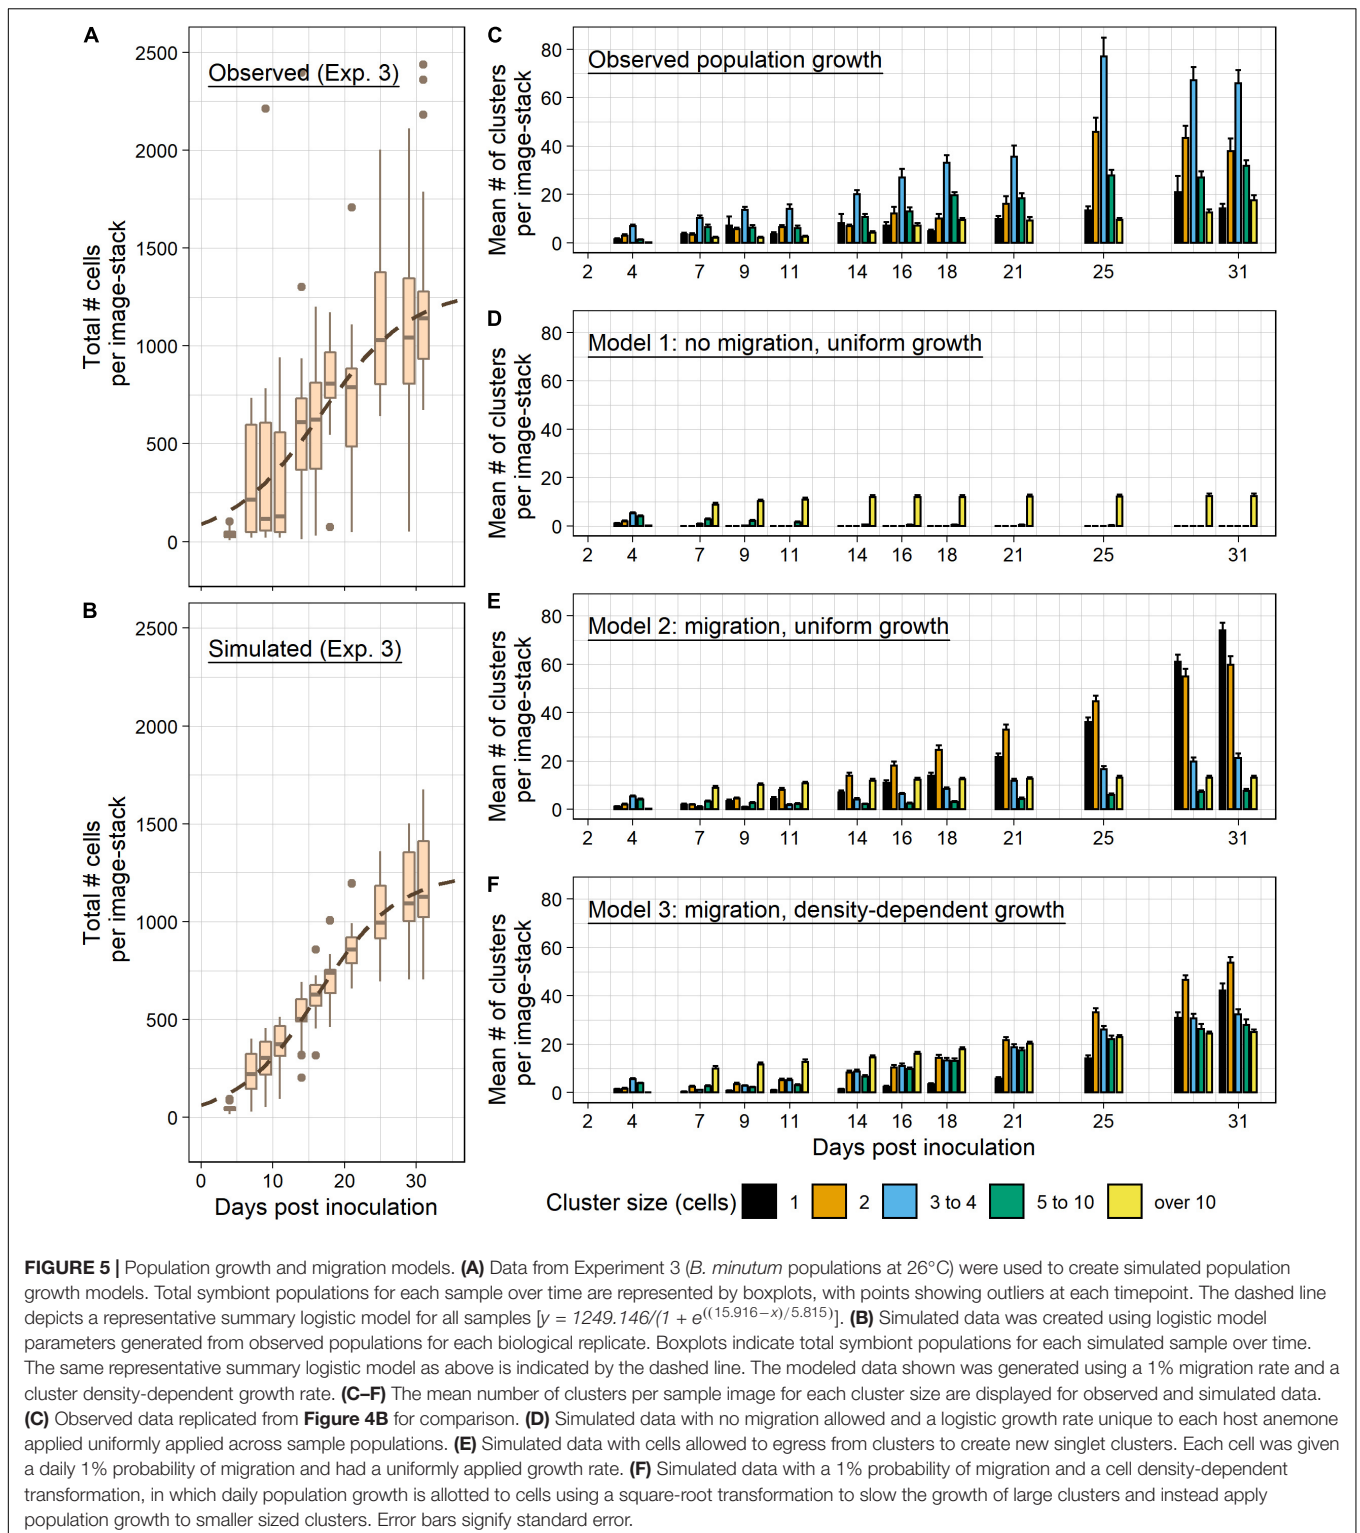 A
Observed (Exp. 3)
2500
2000
1500
1000
500
0
Total # cells
per image-stack
B
Simulated (Exp. 3)
2500
2000
1500
1000
500
0
Total # cells
per image-stack
0 10 20 30
Days post inoculation
C
Observed population growth
80
60
40
20
0
Mean # of clusters
per image-stack
2 4 7 9 11 14 16 18 21 25 31
D
Model 1: no migration, uniform growth
80
60
40
20
0
Mean # of clusters
per image-stack
2 4 7 9 11 14 16 18 21 25 31
E
Model 2: migration, uniform growth
80
60
40
20
0
Mean # of clusters
per image-stack
2 4 7 9 11 14 16 18 21 25 31
F
Model 3: migration, density-dependent growth
80
60
40
20
0
Mean # of clusters
per image-stack
2 4 7 9 11 14 16 18 21 25 31
Days post inoculation
Cluster size (cells) 1 2 3 to 4 5 to 10 over 10
FIGURE 5 | Population growth and migration models. (A) Data from Experiment 3 (B. minutum populations at 26°C) were used to create simulated population
growth models. Total symbiont populations for each sample over time are represented by boxplots, with points showing outliers at each timepoint. The dashed line
depicts a representative summary logistic model for all samples [y = 1249.146/(1 + e^((15.916−x)/5.815)]. (B) Simulated data was created using logistic model
parameters generated from observed populations for each biological replicate. Boxplots indicate total symbiont populations for each simulated sample over time.
The same representative summary logistic model as above is indicated by the dashed line. The modeled data shown was generated using a 1% migration rate and a
cluster density-dependent growth rate. (C–F) The mean number of clusters per sample image for each cluster size are displayed for observed and simulated data.
(C) Observed data replicated from Figure 4B for comparison. (D) Simulated data with no migration allowed and a logistic growth rate unique to each host anemone
applied uniformly applied across sample populations. (E) Simulated data with cells allowed to egress from clusters to create new singlet clusters. Each cell was given
a daily 1% probability of migration and had a uniformly applied growth rate. (F) Simulated data with a 1% probability of migration and a cell density-dependent
transformation, in which daily population growth is allotted to cells using a square-root transformation to slow the growth of large clusters and instead apply
population growth to smaller sized clusters. Error bars signify standard error.